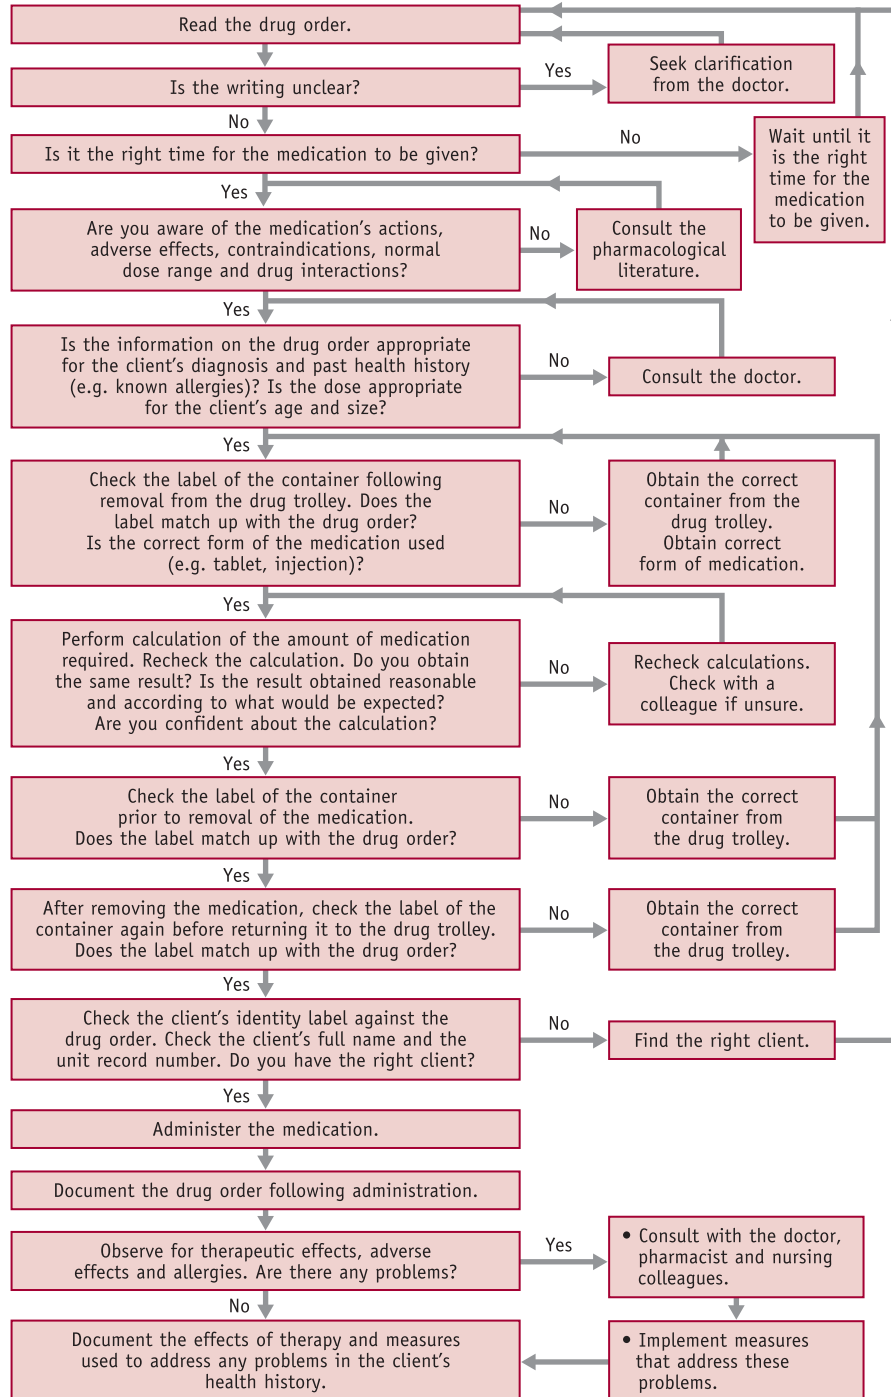 Read the drug order.
Is the writing unclear?
Yes
Seek clarification
from the doctor.
No
Is it the right time for the medication to be given?
No
Wait until it
is the right
time for the
medication
to be given.
Yes
Are you aware of the medication's actions,
adverse effects, contraindications, normal
dose range and drug interactions?
No
Consult the
pharmacological
literature.
Yes
Is the information on the drug order appropriate
for the client's diagnosis and past health history
(e.g. known allergies)? Is the dose appropriate
for the client's age and size?
No
Consult the doctor.
Yes
Check the label of the container following
removal from the drug trolley. Does the
label match up with the drug order?
Is the correct form of the medication used
(e.g. tablet, injection)?
No
Obtain the correct
container from the
drug trolley.
Obtain correct
form of medication.
Yes
Perform calculation of the amount of medication
required. Recheck the calculation. Do you obtain
the same result? Is the result obtained reasonable
and according to what would be expected?
Are you confident about the calculation?
No
Recheck calculations.
Check with a
colleague if unsure.
Yes
Check the label of the container
prior to removal of the medication.
Does the label match up with the drug order?
No
Obtain the correct
container from
the drug trolley.
Yes
After removing the medication, check the label of the
container again before returning it to the drug trolley.
Does the label match up with the drug order?
No
Obtain the correct
container from
the drug trolley.
Yes
Check the client's identity label against the
drug order. Check the client's full name and the
unit record number. Do you have the right client?
No
Find the right client.
Yes
Administer the medication.
Document the drug order following administration.
Observe for therapeutic effects, adverse
effects and allergies. Are there any problems?
Yes
• Consult with the doctor,
pharmacist and nursing
colleagues.
No
Document the effects of therapy and measures
used to address any problems in the client's
health history.
• Implement measures
that address these
problems.